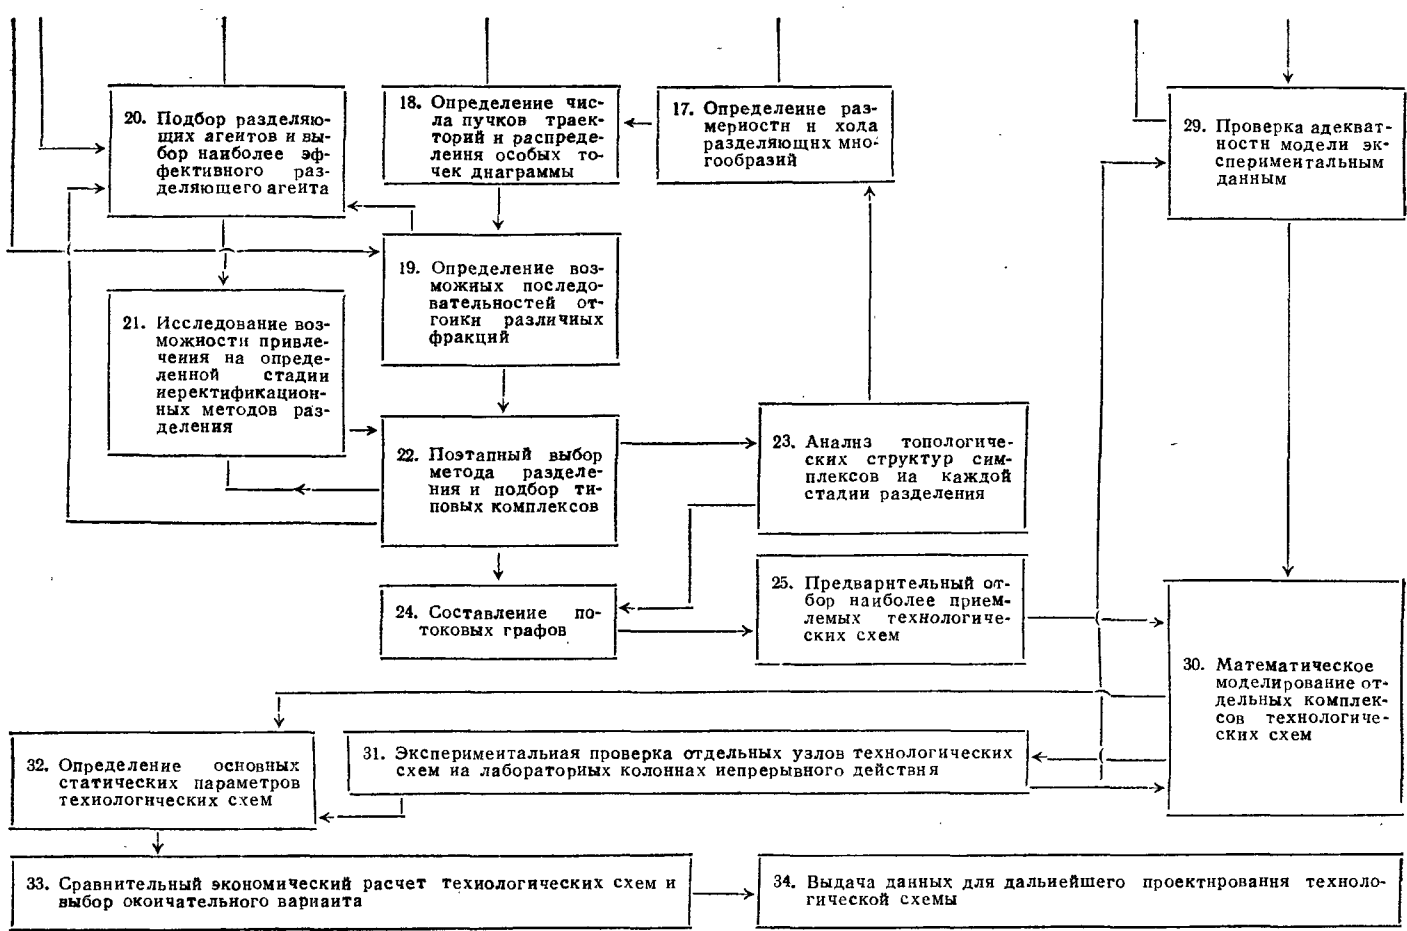 20. Подбор разделяю-
щих агентов и вы-
бор наиболее эф-
фективного раз-
деляющего агента
18. Определение чис-
ла пучков траек-
торий и распреде-
ления особых то-
чек диаграммы
17. Определение раз-
мерности и хода
разделяющих мно-
гообразий
29. Проверка адекват-
ности модели эк-
спериментальным
данным
19. Определение воз-
можных последо-
вательностей от-
гонки различных
фракций
21. Исследование воз-
можности привле-
чения на опреде-
ленной стадии
неректификацион-
ных методов раз-
деления
22. Поэтапный выбор
метода разделе-
ния и подбор ти-
повых комплексов
23. Анализ топологиче-
ских структур сим-
плексов на каждой
стадии разделения
24. Составление по-
токовых графов
25. Предварительный от-
бор наиболее прием-
лемых технологиче-
ских схем
30. Математическое
моделирование от-
дельных комплек-
сов технологиче-
ских схем
32. Определение основных
статических параметров
технологических схем
31. Экспериментальная проверка отдельных узлов технологических
схем на лабораторных колоннах непрерывного действия
33. Сравнительный экономический расчет технологических схем и
выбор окончательного варианта
34. Выдача данных для дальнейшего проектирования техноло-
гической схемы